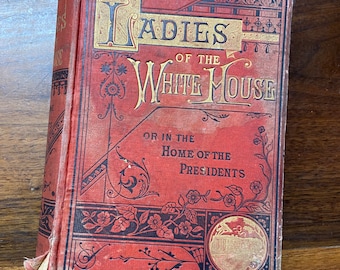 LADIES
OF THE
WHITE HOUSE
OR IN THE
HOME OF THE
PRESIDENTS